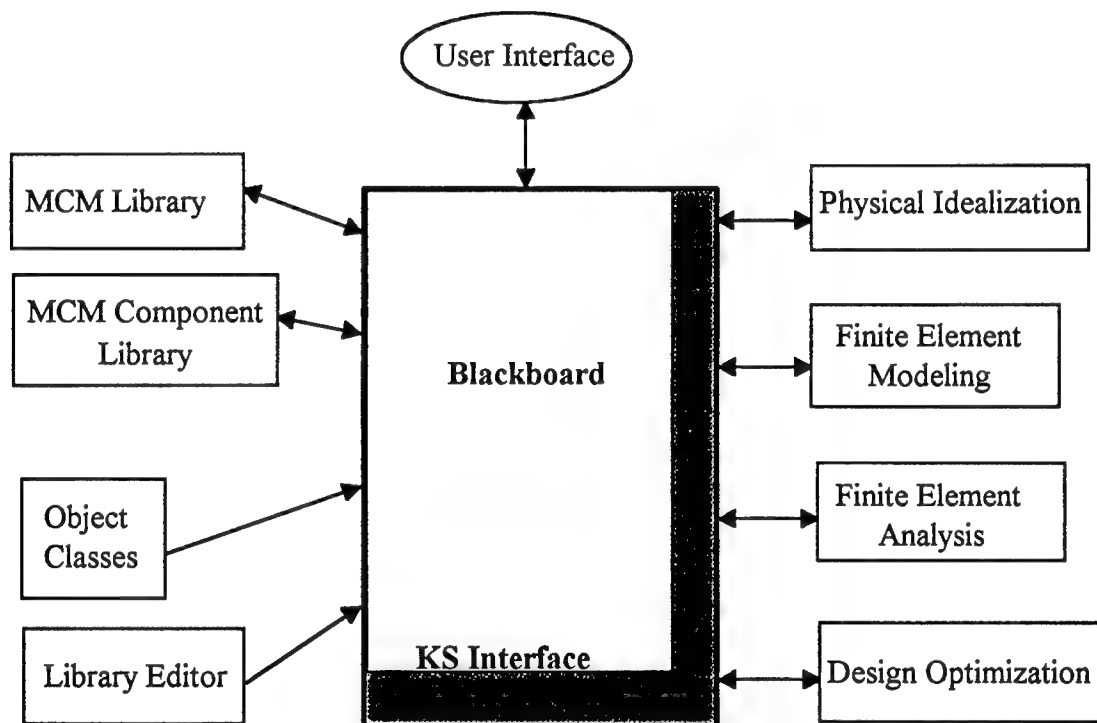 User Interface
MCM Library
MCM Component
Library
Object
Classes
Library Editor
Blackboard
KS Interface
Physical Idealization
Finite Element
Modeling
Finite Element
Analysis
Design Optimization